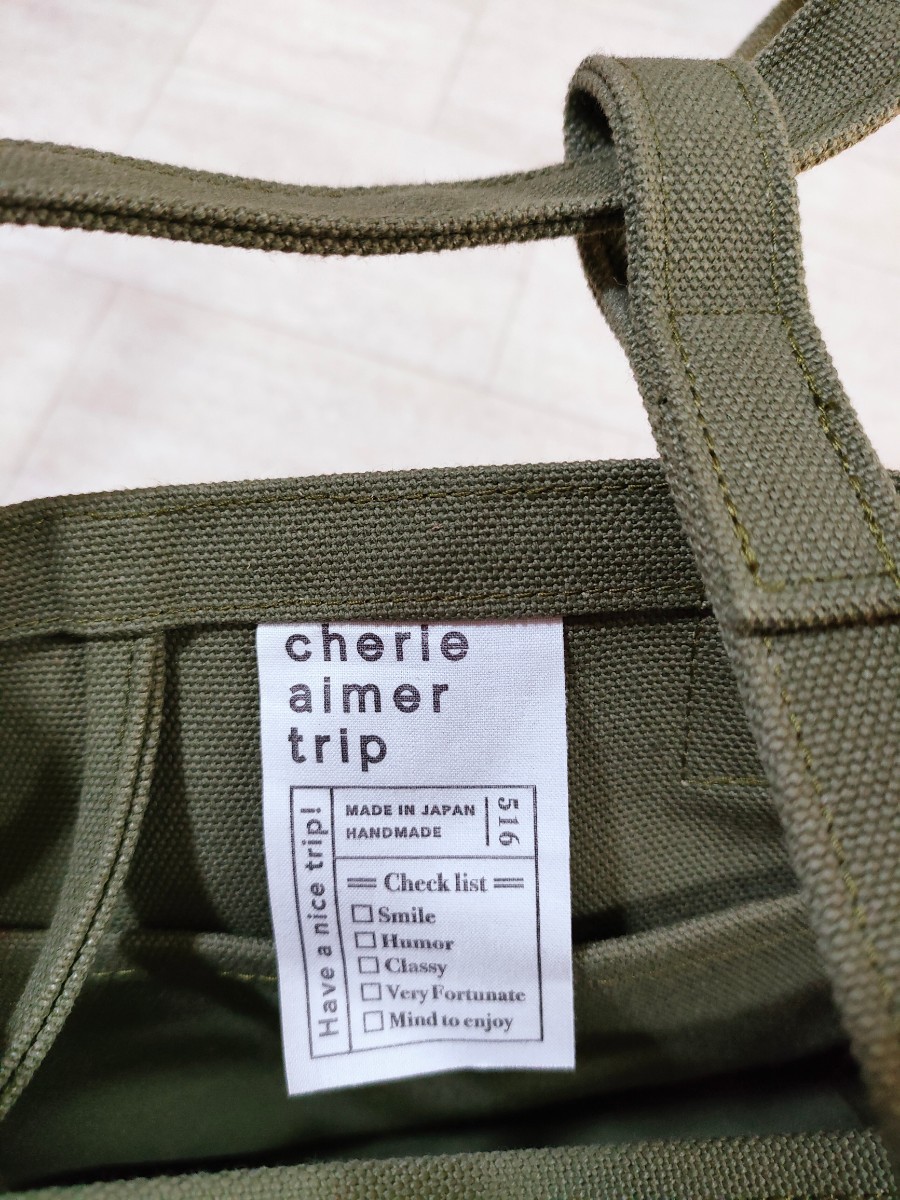 cherie
aimer
trip
Have a nice trip!
MADE IN JAPAN
HANDMADE
516
Check list
Smile
Humor
Classy
Very Fortunate
Mind to enjoy